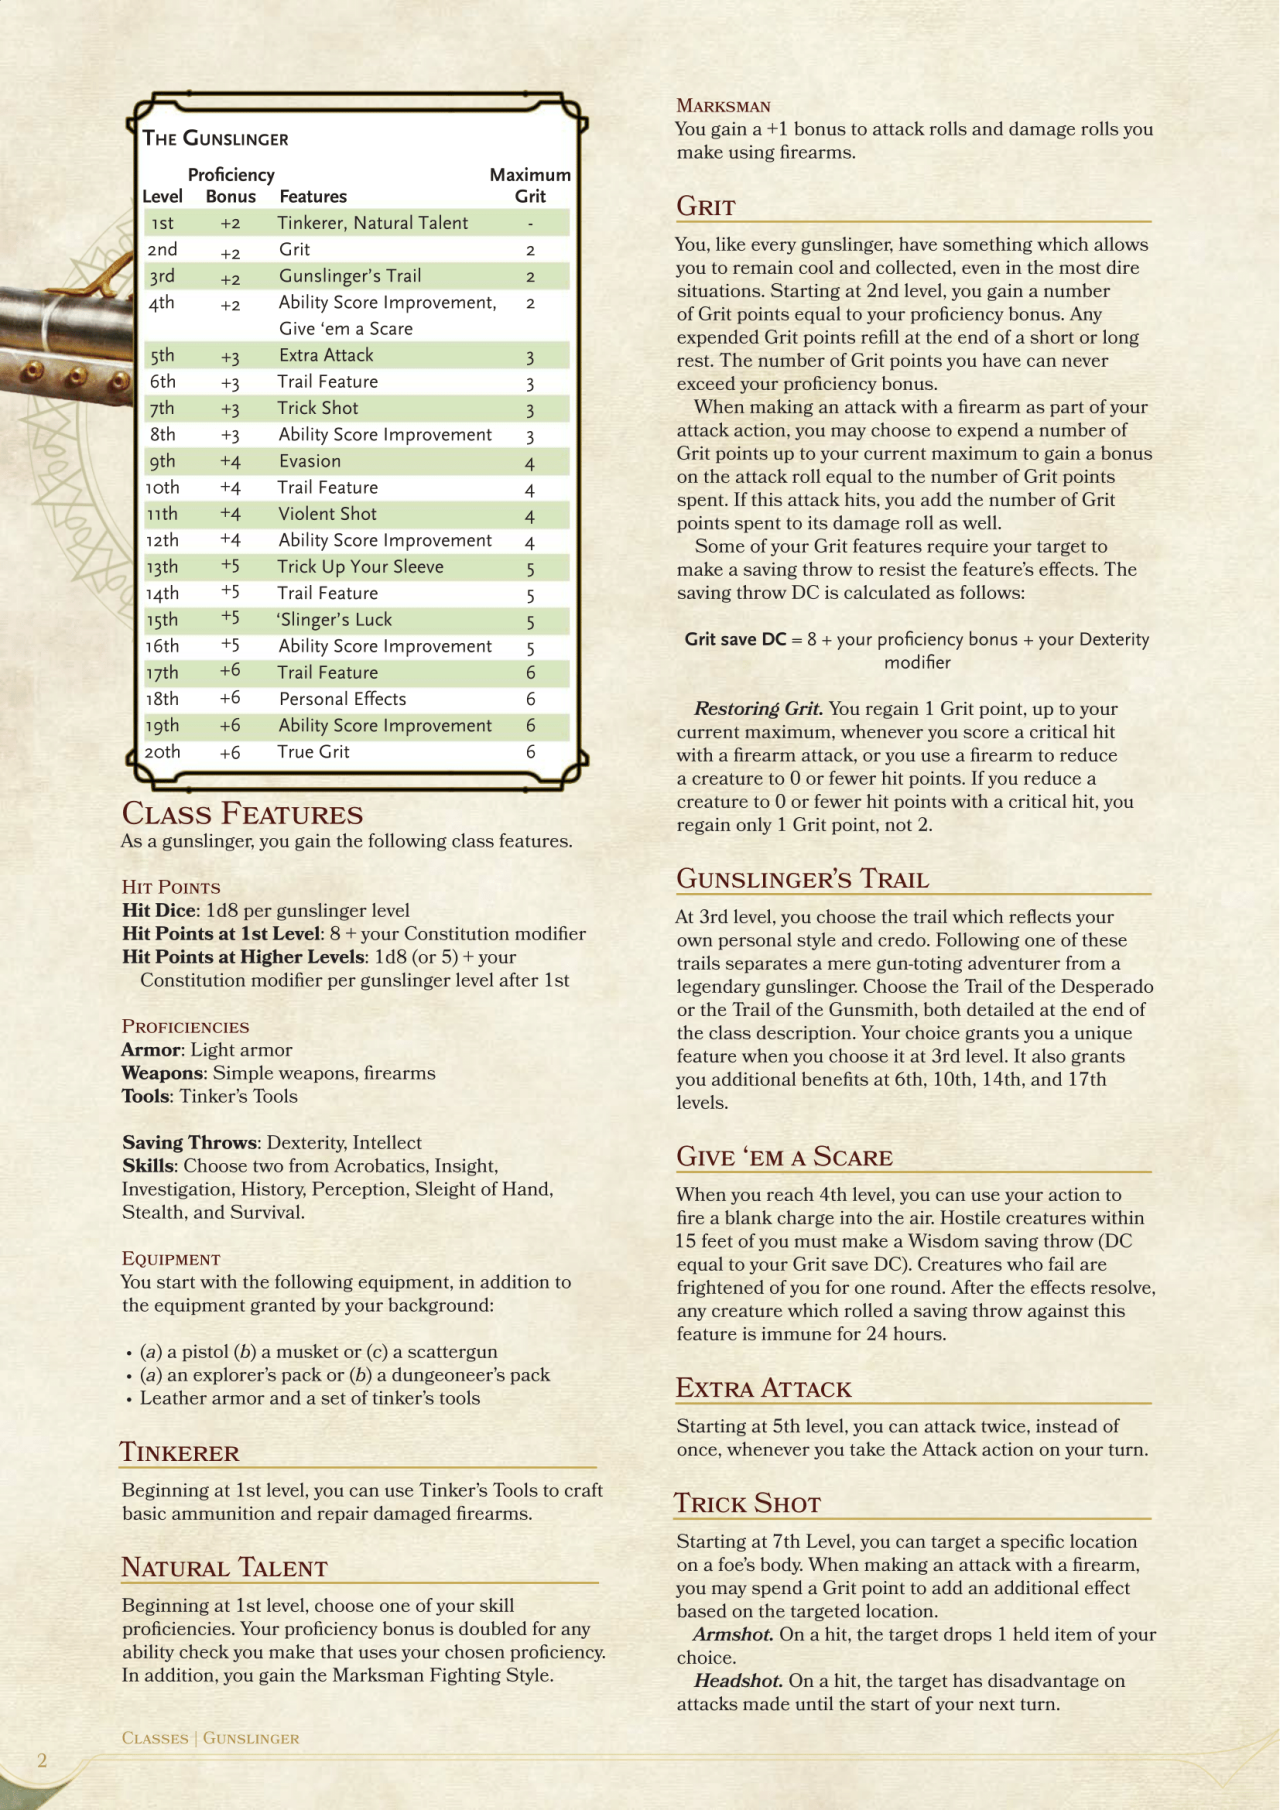 The Gunslinger
Proficiency Maximum
Level Bonus Features Grit
1st +2 Tinkerer, Natural Talent -
2nd +2 Grit 2
3rd +2 Gunslinger's Trail 2
4th +2 Ability Score Improvement, 2
Give 'em a Scare
5th +3 Extra Attack 3
6th +3 Trail Feature 3
7th +3 Trick Shot 3
8th +3 Ability Score Improvement 3
9th +4 Evasion 4
10th +4 Trail Feature 4
11th +4 Violent Shot 4
12th +4 Ability Score Improvement 4
13th +5 Trick Up Your Sleeve 5
14th +5 Trail Feature 5
15th +5 'Slinger's Luck 5
16th +5 Ability Score Improvement 5
17th +6 Trail Feature 6
18th +6 Personal Effects 6
19th +6 Ability Score Improvement 6
20th +6 True Grit 6
Class Features
As a gunslinger, you gain the following class features.
Hit Points
Hit Dice: 1d8 per gunslinger level
Hit Points at 1st Level: 8 + your Constitution modifier
Hit Points at Higher Levels: 1d8 (or 5) + your
Constitution modifier per gunslinger level after 1st
Proficiencies
Armor: Light armor
Weapons: Simple weapons, firearms
Tools: Tinker's Tools
Saving Throws: Dexterity, Intellect
Skills: Choose two from Acrobatics, Insight,
Investigation, History, Perception, Sleight of Hand,
Stealth, and Survival.
Equipment
You start with the following equipment, in addition to
the equipment granted by your background:
• (a) a pistol (b) a musket or (c) a scattergun
• (a) an explorer's pack or (b) a dungeoneer's pack
• Leather armor and a set of tinker's tools
Tinkerer
Beginning at 1st level, you can use Tinker's Tools to craft
basic ammunition and repair damaged firearms.
Natural Talent
Beginning at 1st level, choose one of your skill
proficiencies. Your proficiency bonus is doubled for any
ability check you make that uses your chosen proficiency.
In addition, you gain the Marksman Fighting Style.
Marksman
You gain a +1 bonus to attack rolls and damage rolls you
make using firearms.
Grit
You, like every gunslinger, have something which allows
you to remain cool and collected, even in the most dire
situations. Starting at 2nd level, you gain a number
of Grit points equal to your proficiency bonus. Any
expended Grit points refill at the end of a short or long
rest. The number of Grit points you have can never
exceed your proficiency bonus.
When making an attack with a firearm as part of your
attack action, you may choose to expend a number of
Grit points up to your current maximum to gain a bonus
on the attack roll equal to the number of Grit points
spent. If this attack hits, you add the number of Grit
points spent to its damage roll as well.
Some of your Grit features require your target to
make a saving throw to resist the feature's effects. The
saving throw DC is calculated as follows:
Grit save DC = 8 + your proficiency bonus + your Dexterity
modifier
Restoring Grit. You regain 1 Grit point, up to your
current maximum, whenever you score a critical hit
with a firearm attack, or you use a firearm to reduce
a creature to 0 or fewer hit points. If you reduce a
creature to 0 or fewer hit points with a critical hit, you
regain only 1 Grit point, not 2.
Gunslinger's Trail
At 3rd level, you choose the trail which reflects your
own personal style and credo. Following one of these
trails separates a mere gun-toting adventurer from a
legendary gunslinger. Choose the Trail of the Desperado
or the Trail of the Gunsmith, both detailed at the end of
the class description. Your choice grants you a unique
feature when you choose it at 3rd level. It also grants
you additional benefits at 6th, 10th, 14th, and 17th
levels.
Give 'em a Scare
When you reach 4th level, you can use your action to
fire a blank charge into the air. Hostile creatures within
15 feet of you must make a Wisdom saving throw (DC
equal to your Grit save DC). Creatures who fail are
frightened of you for one round. After the effects resolve,
any creature which rolled a saving throw against this
feature is immune for 24 hours.
Extra Attack
Starting at 5th level, you can attack twice, instead of
once, whenever you take the Attack action on your turn.
Trick Shot
Starting at 7th Level, you can target a specific location
on a foe's body. When making an attack with a firearm,
you may spend a Grit point to add an additional effect
based on the targeted location.
Armshot. On a hit, the target drops 1 held item of your
choice.
Headshot. On a hit, the target has disadvantage on
attacks made until the start of your next turn.
Classes | Gunslinger
2